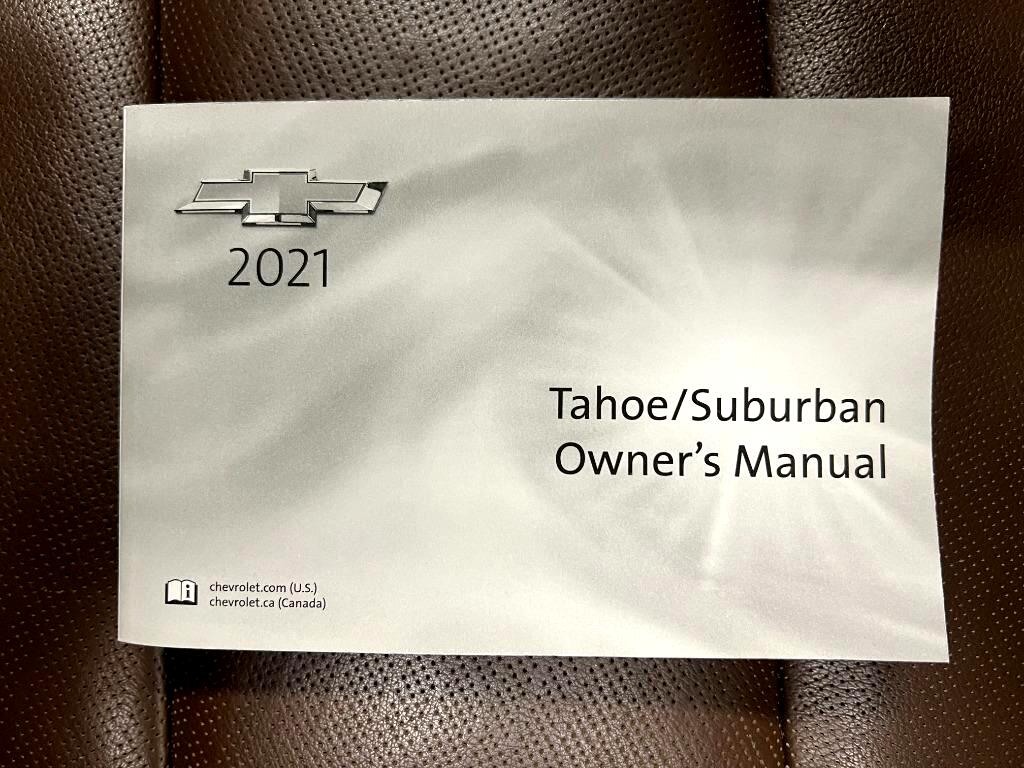 2021
Tahoe/Suburban
Owner's Manual
chevrolet.com (U.S.)
chevrolet.ca (Canada)